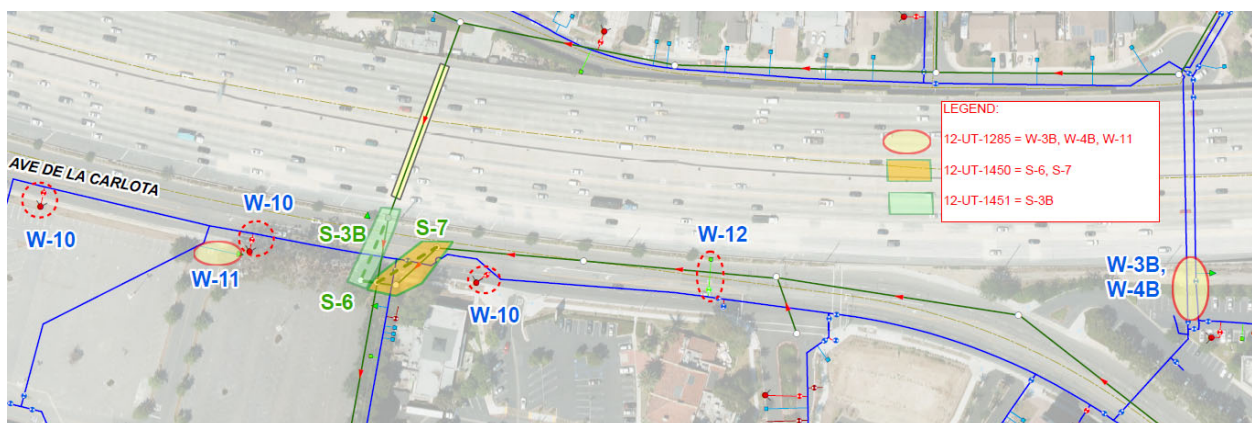 LEGEND:
12-UT-1285 = W-3B, W-4B, W-11
12-UT-1450 = S-6, S-7
12-UT-1451 = S-3B
AVE DE LA CARLOTA
W-10
W-10
W-11
S-3B
S-7
S-6
W-10
W-12
W-3B,
W-4B